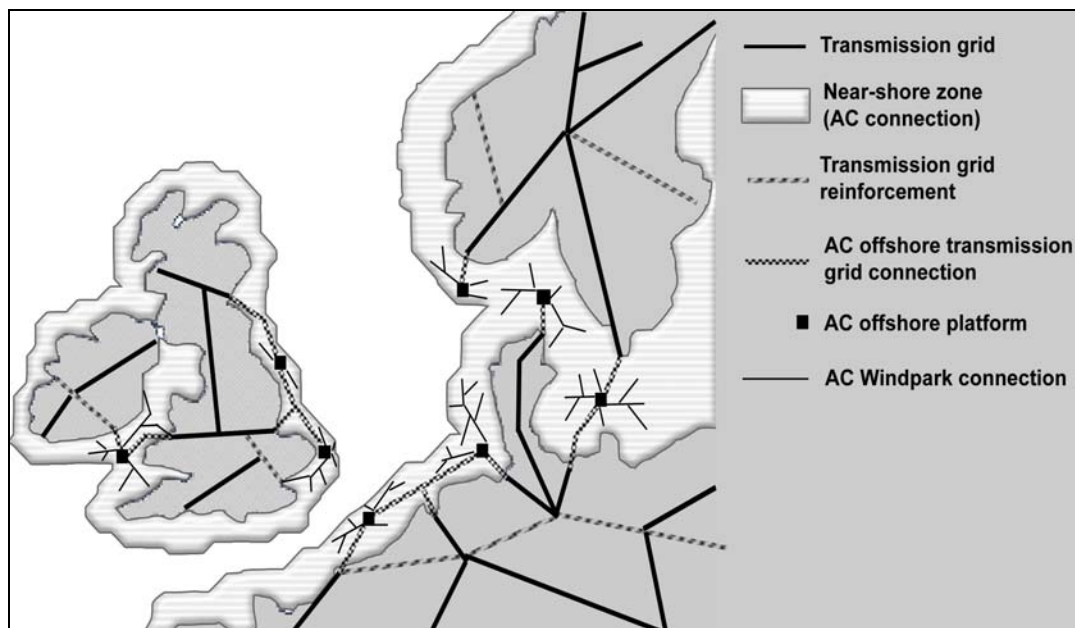 Transmission grid
Near-shore zone
(AC connection)
Transmission grid
reinforcement
AC offshore transmission
grid connection
AC offshore platform
AC Windpark connection